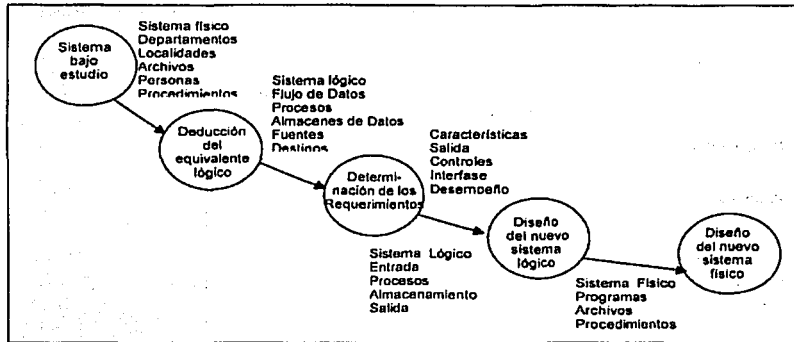 Sistema
bajo
estudio
Sistema físico
Departamentos
Localidades
Archivos
Personas
Procedimientos
Deducción
del
equivalente
lógico
Sistema lógico
Flujo de Datos
Procesos
Almacenes de Datos
Fuentes
Destinos
Determi-
nación de los
Requerimientos
Características
Salida
Controles
Interfase
Desempeño
Sistema Lógico
Entrada
Procesos
Almacenamiento
Salida
Diseño
del nuevo
sistema
lógico
Sistema Físico
Programas
Archivos
Procedimientos
Diseño
del nuevo
sistema
físico